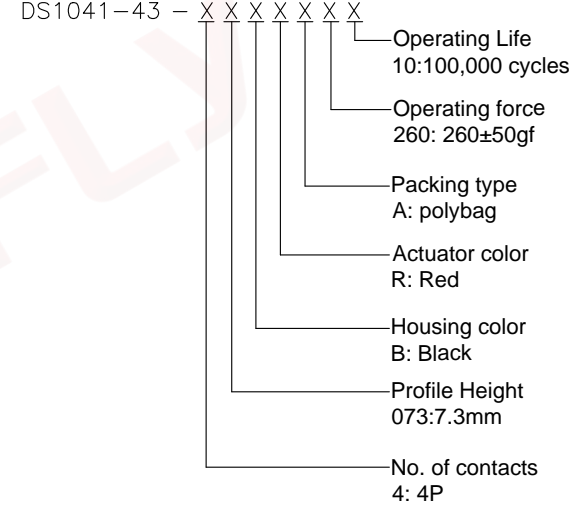 DS1041-43 - X X X X X X X
Operating Life
10:100,000 cycles
Operating force
260: 260±50gf
Packing type
A: polybag
Actuator color
R: Red
Housing color
B: Black
Profile Height
073:7.3mm
No. of contacts
4: 4P